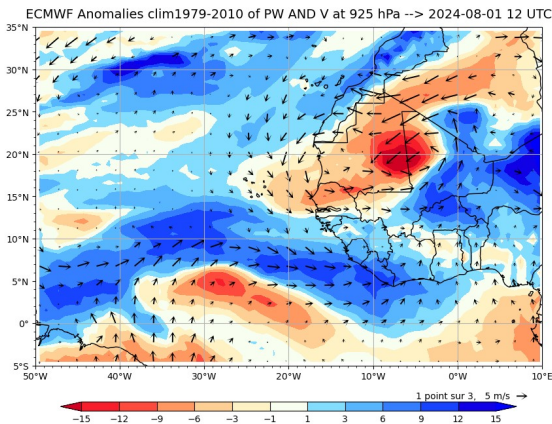 ECMWF Anomalies clim1979-2010 of PW AND V at 925 hPa --> 2024-08-01 12 UTC
35°N
30°N
25°N
20°N
15°N
10°N
5°N
0°
5°S
50°W 40°W 30°W 20°W 10°W 0°W 10°E
1 point sur 3, 5 m/s
−15 −12 −9 −6 −3 −1 1 3 6 9 12 15